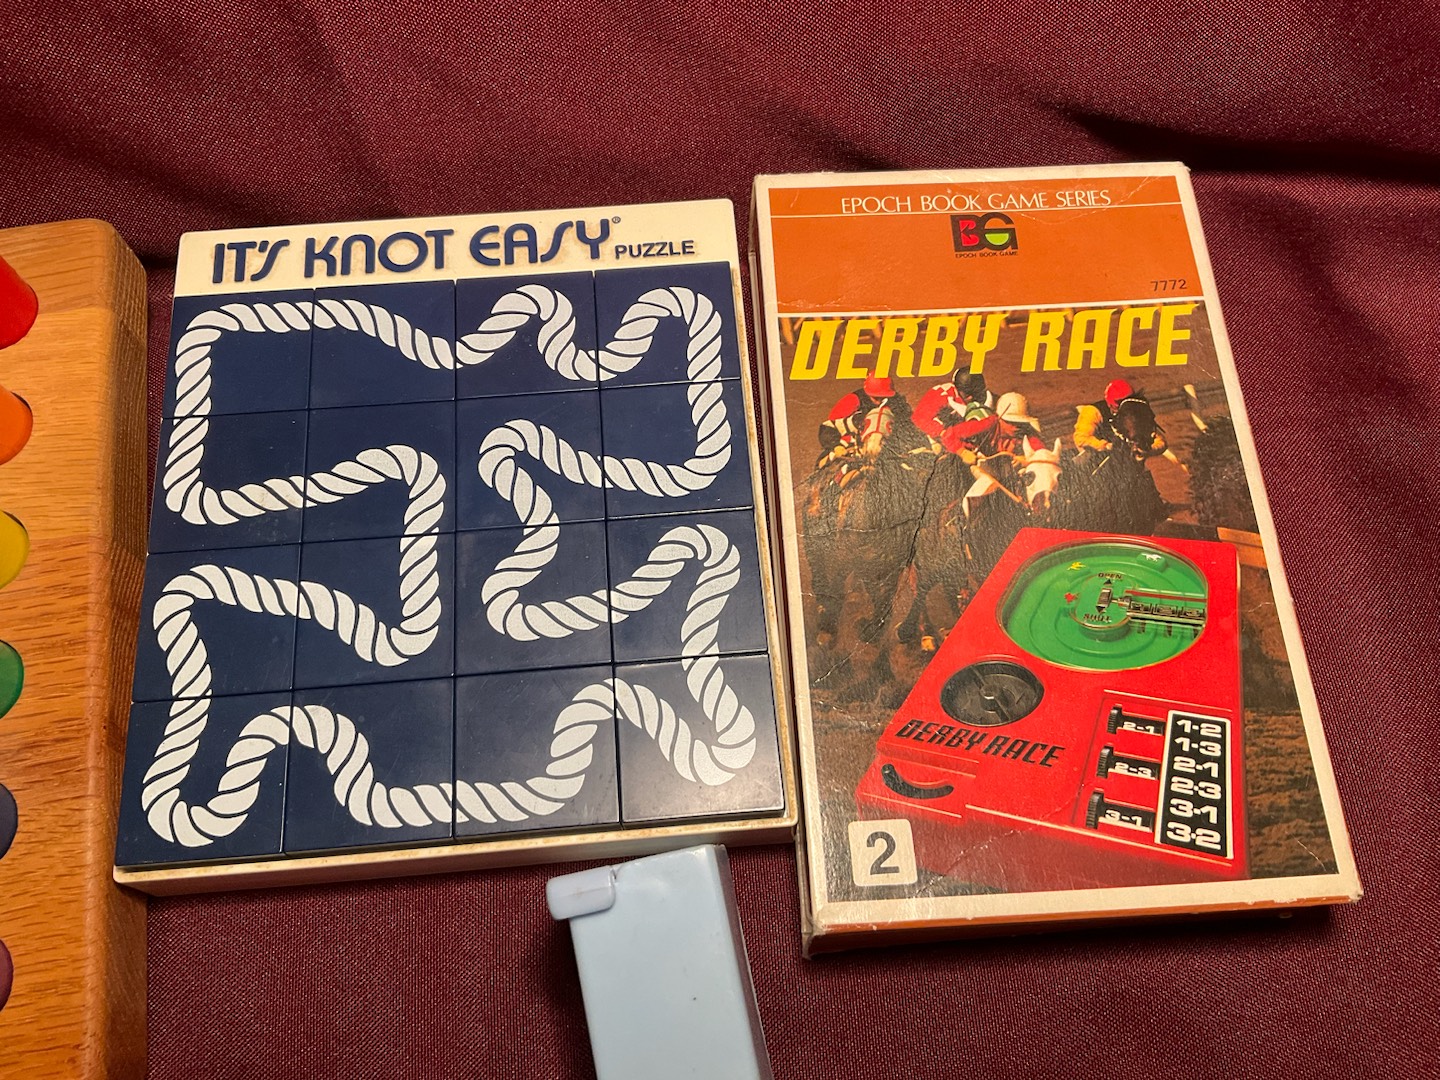 IT'S KNOT EASY® PUZZLE
EPOCH BOOK GAME SERIES
BG
EPOCH BOOK GAME
7772
DERBY RACE
OPEN
DERBY RACE
2-1
2-3
3-1
1-2
1-3
2-1
2-3
3-1
3-2
2